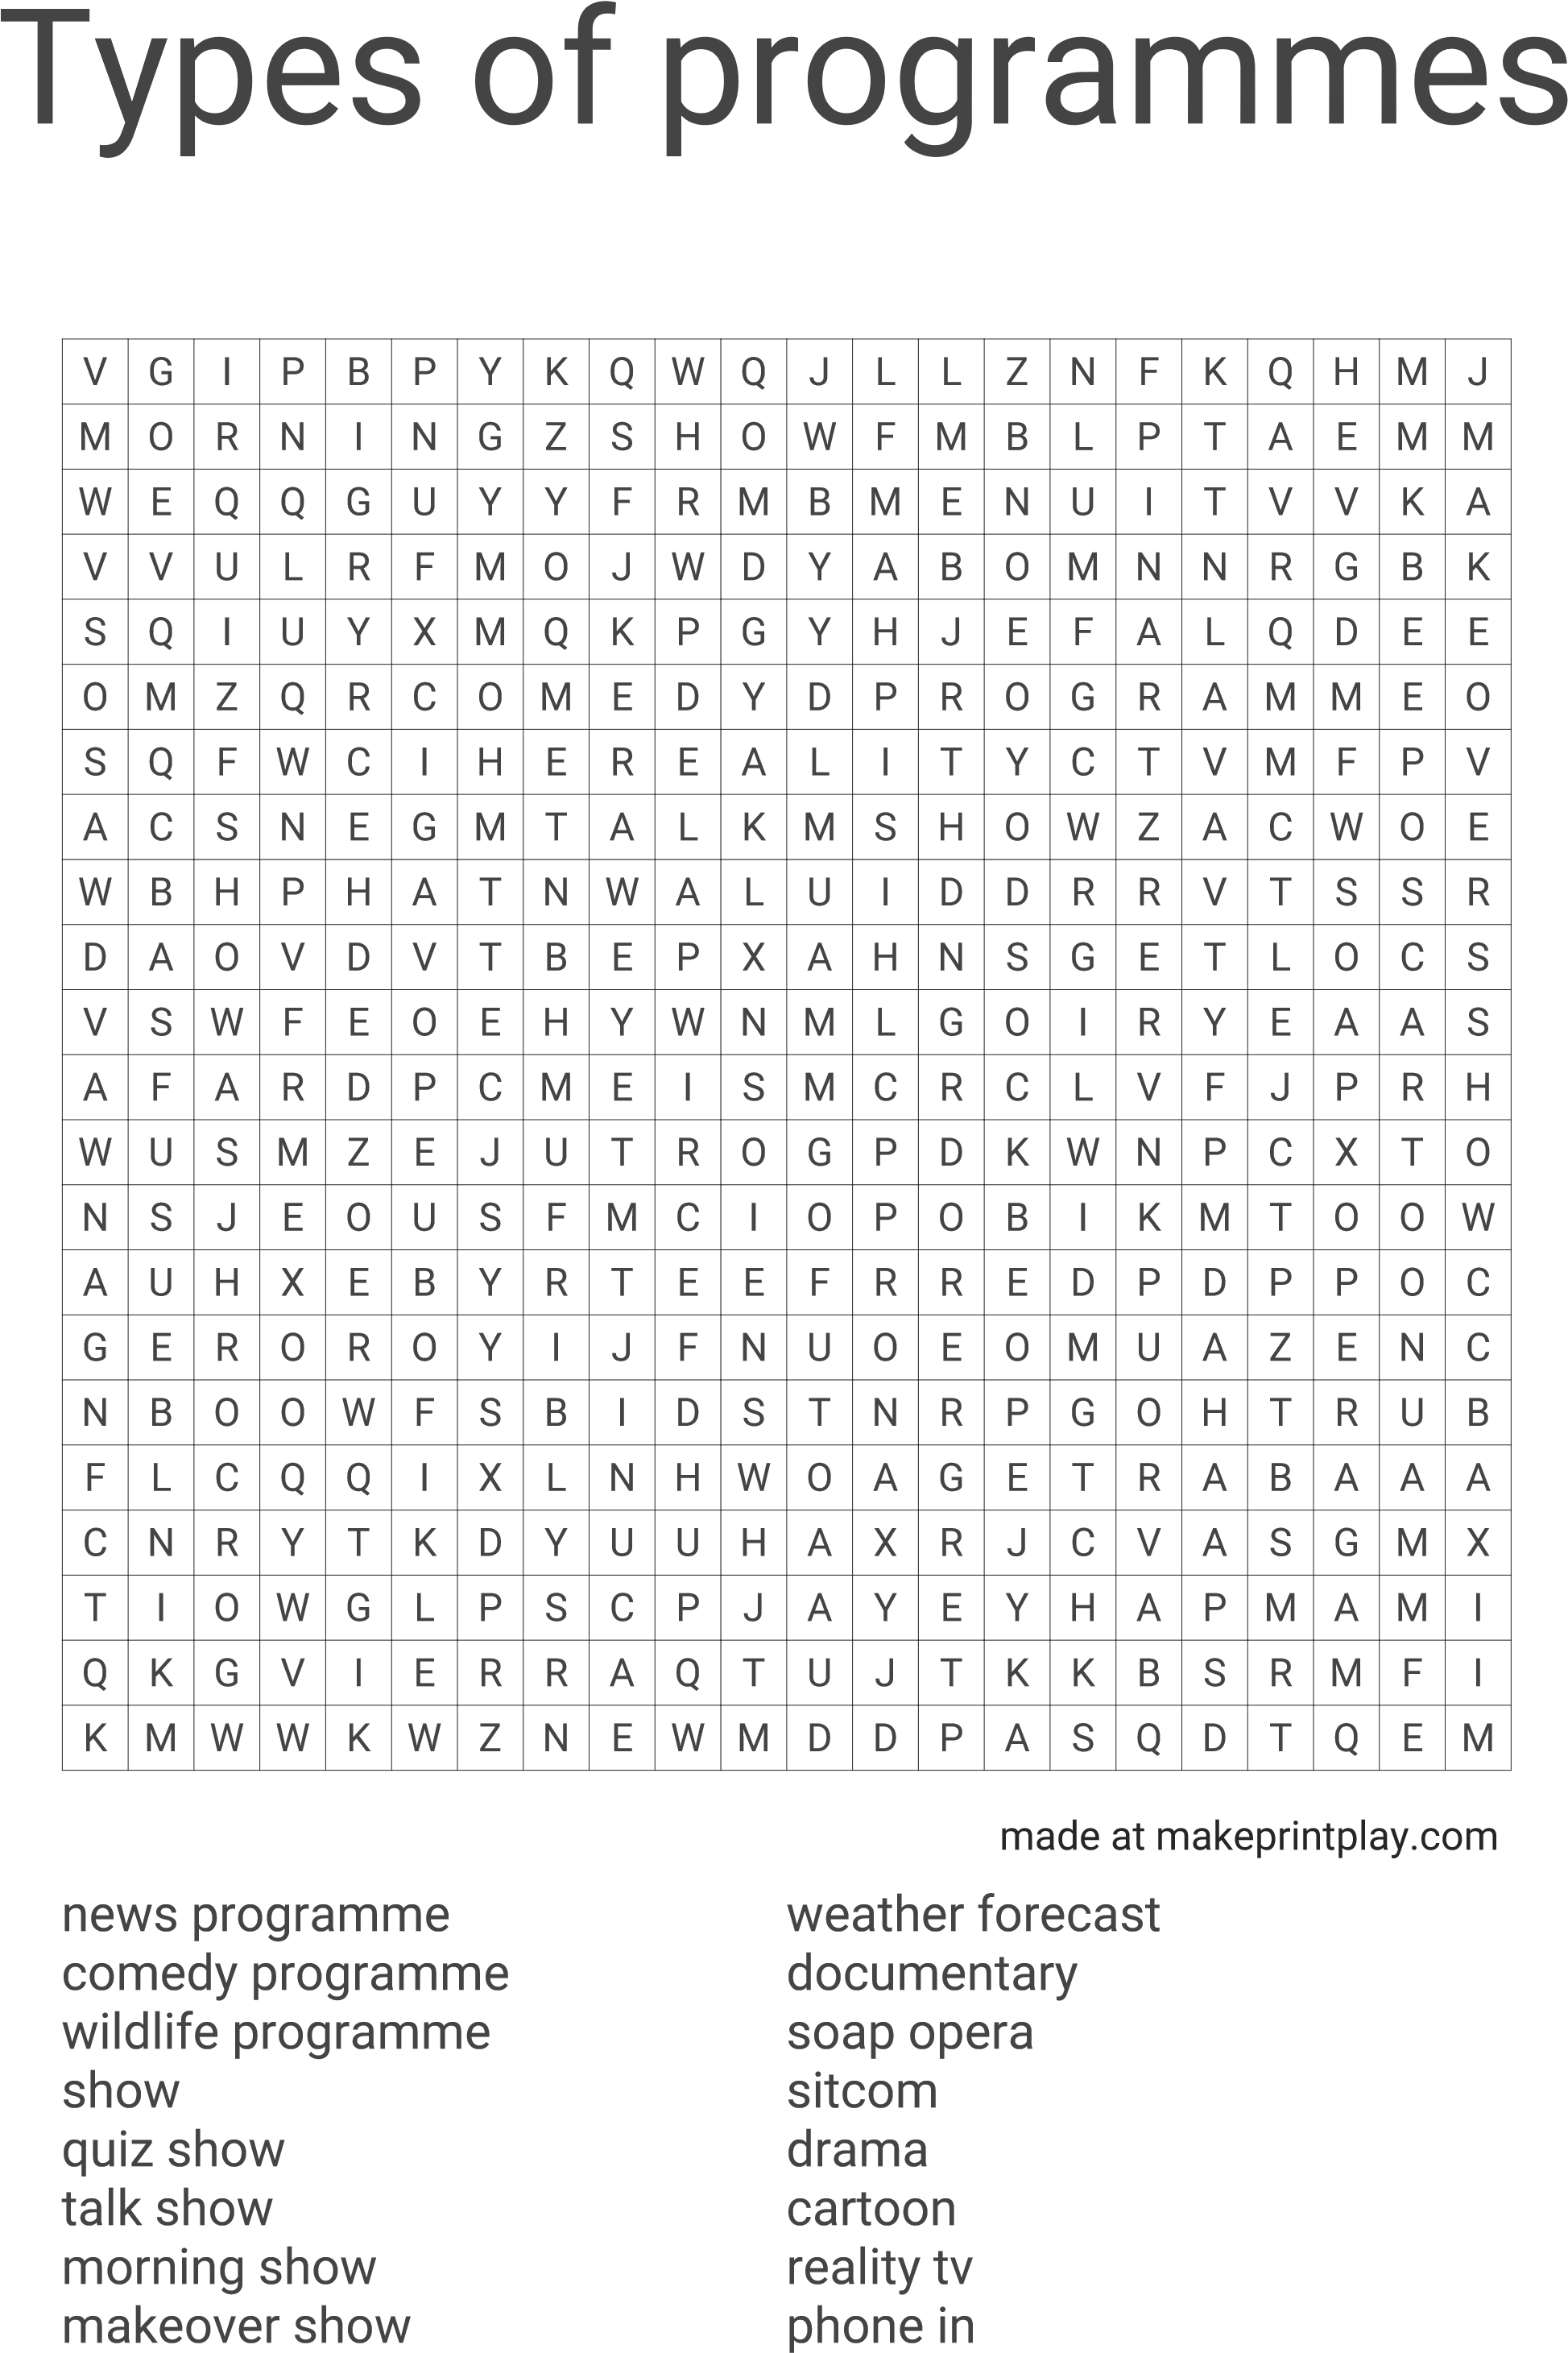 Types of programmes
V G I P B P Y K Q W Q J L L Z N F K Q H M J
M O R N I N G Z S H O W F M B L P T A E M M
W E Q Q G U Y Y F R M B M E N U I T V V K A
V V U L R F M O J W D Y A B O M N N R G B K
S Q I U Y X M Q K P G Y H J E F A L Q D E E
O M Z Q R C O M E D Y D P R O G R A M M E O
S Q F W C I H E R E A L I T Y C T V M F P V
A C S N E G M T A L K M S H O W Z A C W O E
W B H P H A T N W A L U I D D R R V T S S R
D A O V D V T B E P X A H N S G E T L O C S
V S W F E O E H Y W N M L G O I R Y E A A S
A F A R D P C M E I S M C R C L V F J P R H
W U S M Z E J U T R O G P D K W N P C X T O
N S J E O U S F M C I O P O B I K M T O O W
A U H X E B Y R T E E F R R E D P D P P O C
G E R O R O Y I J F N U O E O M U A Z E N C
N B O O W F S B I D S T N R P G O H T R U B
F L C Q Q I X L N H W O A G E T R A B A A A
C N R Y T K D Y U U H A X R J C V A S G M X
T I O W G L P S C P J A Y E Y H A P M A M I
Q K G V I E R R A Q T U J T K K B S R M F I
K M W W K W Z N E W M D D P A S Q D T Q E M
made at makeprintplay.com
news programme
comedy programme
wildlife programme
show
quiz show
talk show
morning show
makeover show
weather forecast
documentary
soap opera
sitcom
drama
cartoon
reality tv
phone in